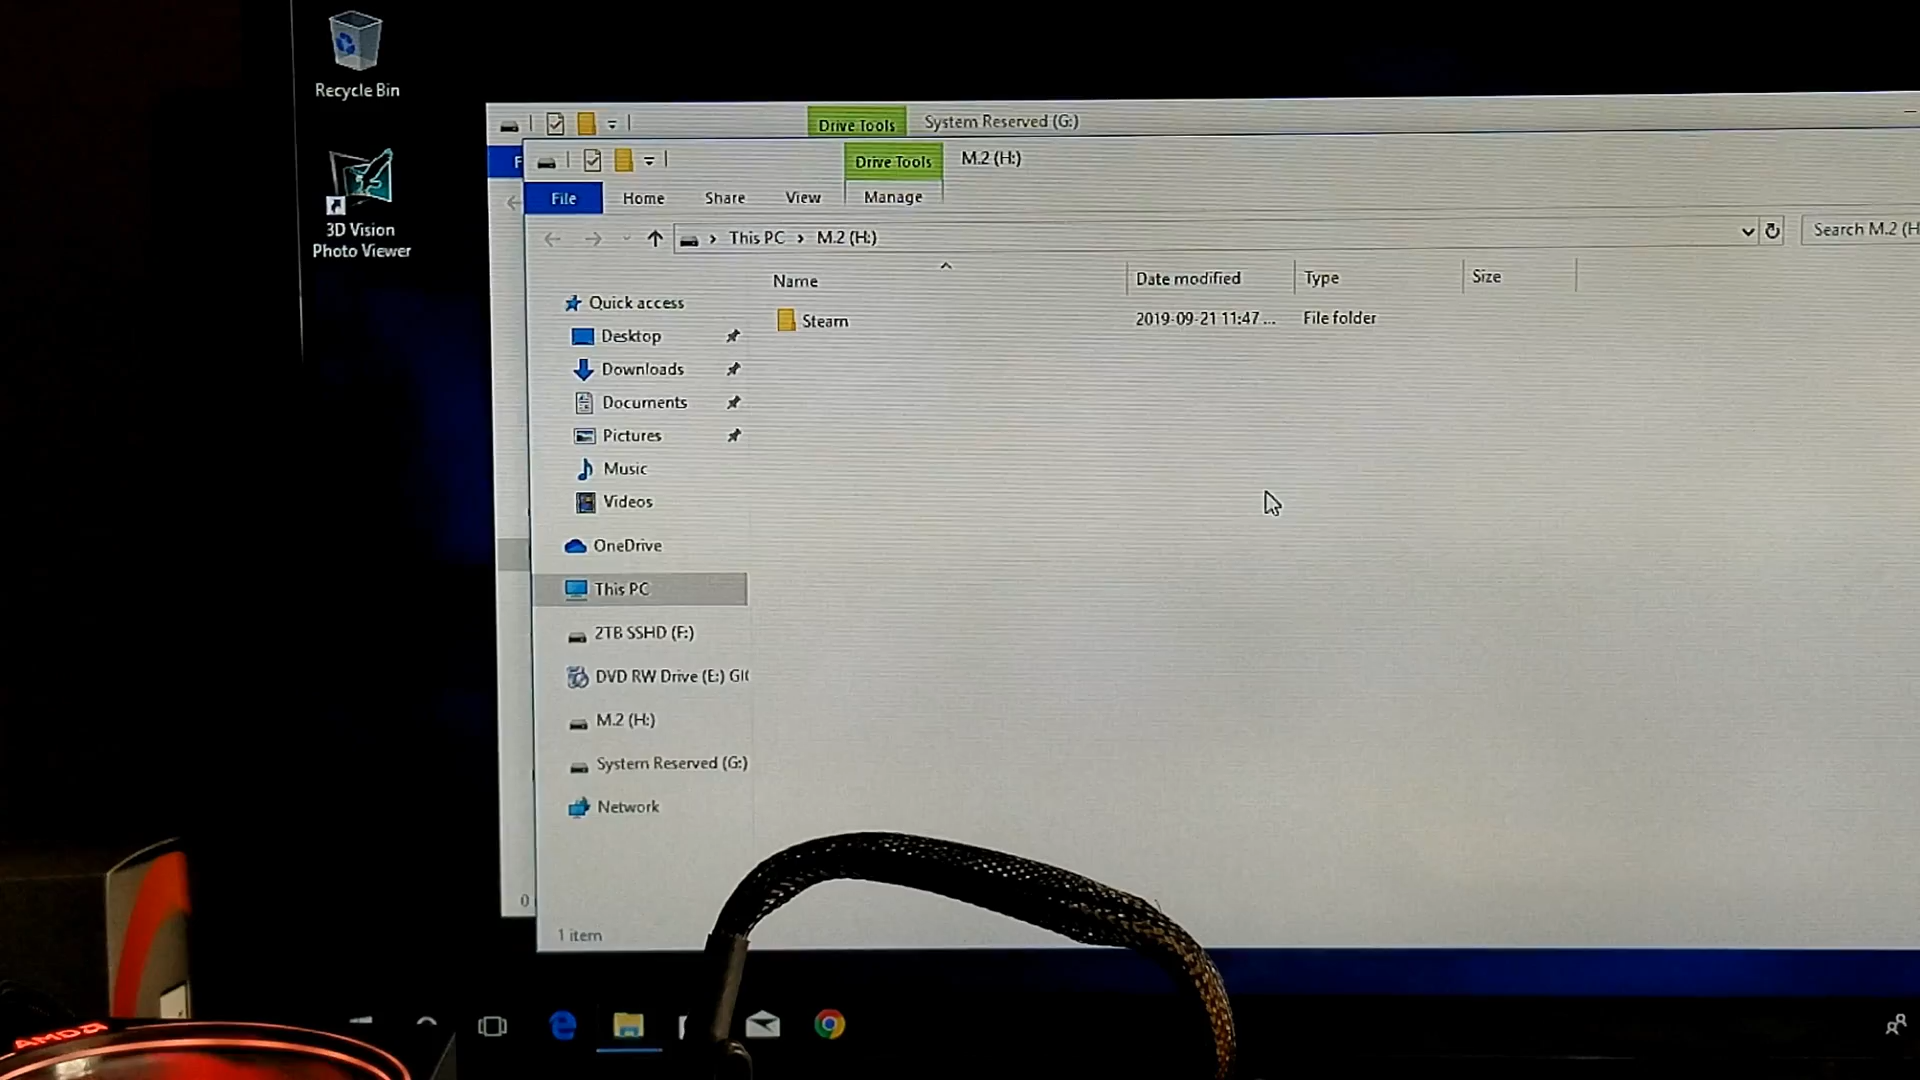 Recycle Bin
3D Vision
Photo Viewer
Drive Tools
System Reserved (G:)
Drive Tools
M.2 (H:)
F
File
Home
Share
View
Manage
This PC
M.2 (H:)
Search M.2 (H
Name
Date modified
Type
Size
Steam
2019-09-21 11:47 ...
File folder
Quick access
Desktop
Downloads
Documents
Pictures
Music
Videos
OneDrive
This PC
2TB SSHD (F:)
DVD RW Drive (E:) GI
M.2 (H:)
System Reserved (G:)
Network
0
1 item
AMD